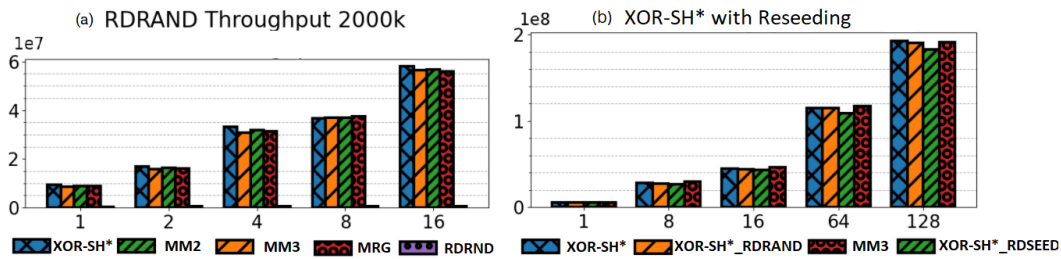 (a) RDRAND Throughput 2000k
1e7
6
4
2
0
1 2 4 8 16
XOR-SH* MM2 MM3 MRG RDRND
(b) XOR-SH* with Reseeding
1e8
2
1
0
1 8 16 64 128
XOR-SH* XOR-SH*_RDRAND MM3 XOR-SH*_RDSEED